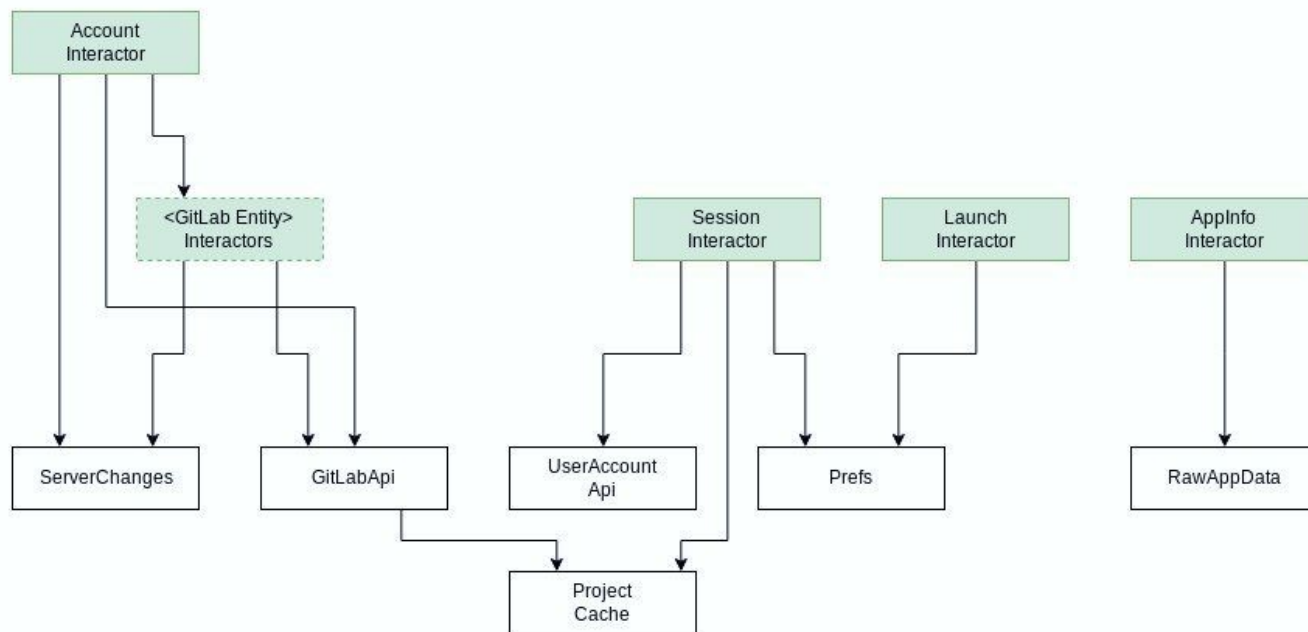 Account
Interactor
<GitLab Entity>
Interactors
Session
Interactor
Launch
Interactor
AppInfo
Interactor
ServerChanges
GitLabApi
UserAccount
Api
Prefs
RawAppData
Project
Cache